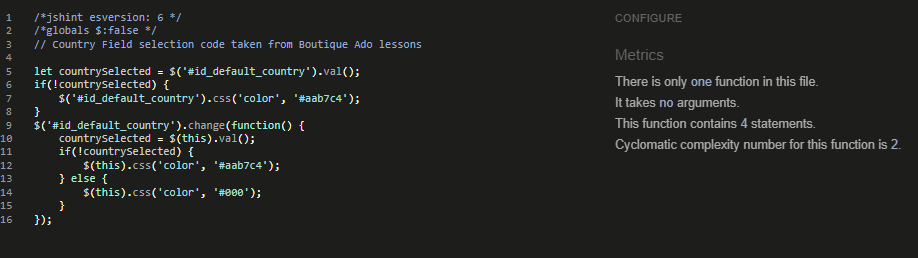 1 /*jshint esversion: 6 */
2 /*globals $:false */
3 // Country Field selection code taken from Boutique Ado lessons
4
5 let countrySelected = $('#id_default_country').val();
6 if(!countrySelected) {
7     $('#id_default_country').css('color', '#aab7c4');
8 }
9 $('#id_default_country').change(function() {
10     countrySelected = $(this).val();
11     if(!countrySelected) {
12         $(this).css('color', '#aab7c4');
13     } else {
14         $(this).css('color', '#000');
15     }
16 });
CONFIGURE
Metrics
There is only one function in this file.
It takes no arguments.
This function contains 4 statements.
Cyclomatic complexity number for this function is 2.